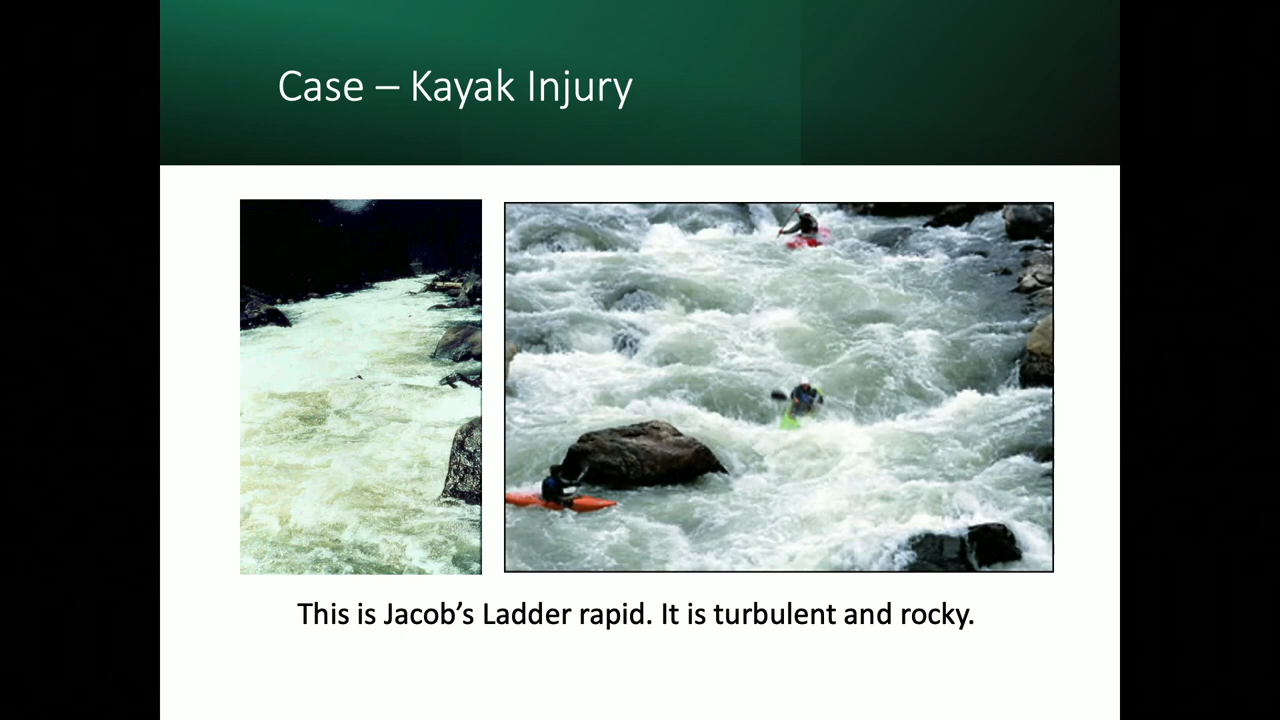 Case – Kayak Injury
This is Jacob’s Ladder rapid. It is turbulent and rocky.